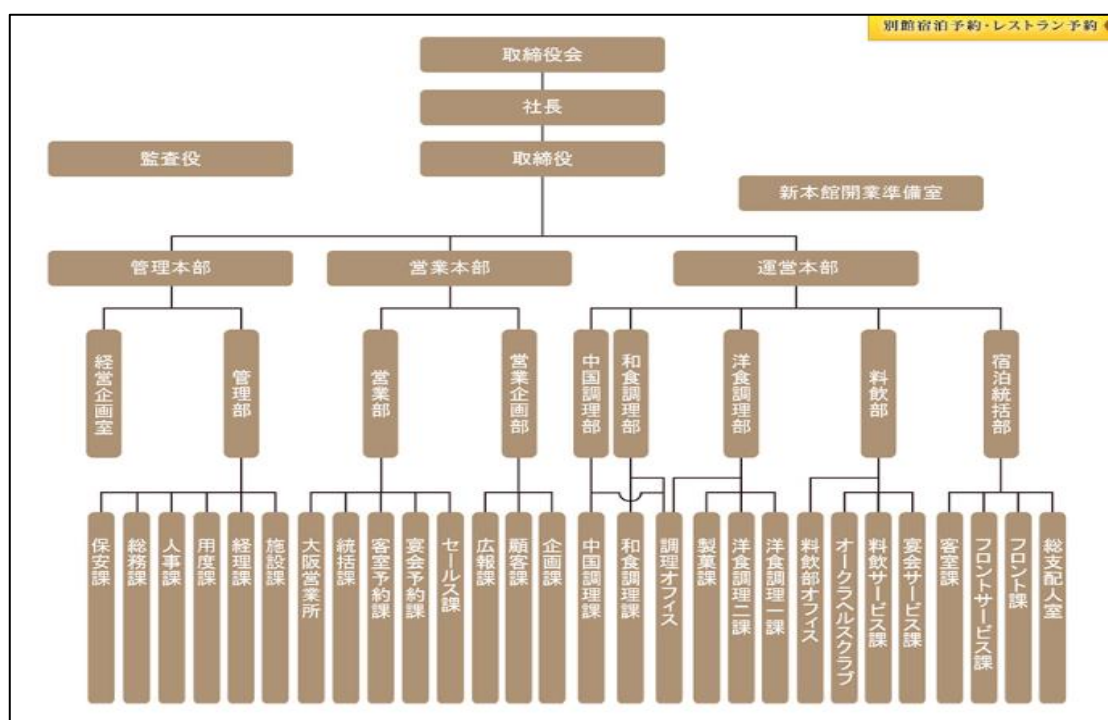 別館宿泊予約・レストラン予約
取締役会
社長
監査役
取締役
新本館開業準備室
管理本部
営業本部
運営本部
経営企画室
管理部
営業部
営業企画部
中国調理部
和食調理部
洋食調理部
料飲部
宿泊統括部
保安課
総務課
人事課
用度課
経理課
施設課
大阪営業所
統括課
客室予約課
宴会予約課
セールス課
広報課
顧客課
企画課
中国調理課
和食調理課
調理オフィス
製菓課
洋食調理二課
洋食調理一課
料飲部オフィス
オークラヘルスクラブ
料飲サービス課
宴会サービス課
客室課
フロントサービス課
フロント課
総支配人室